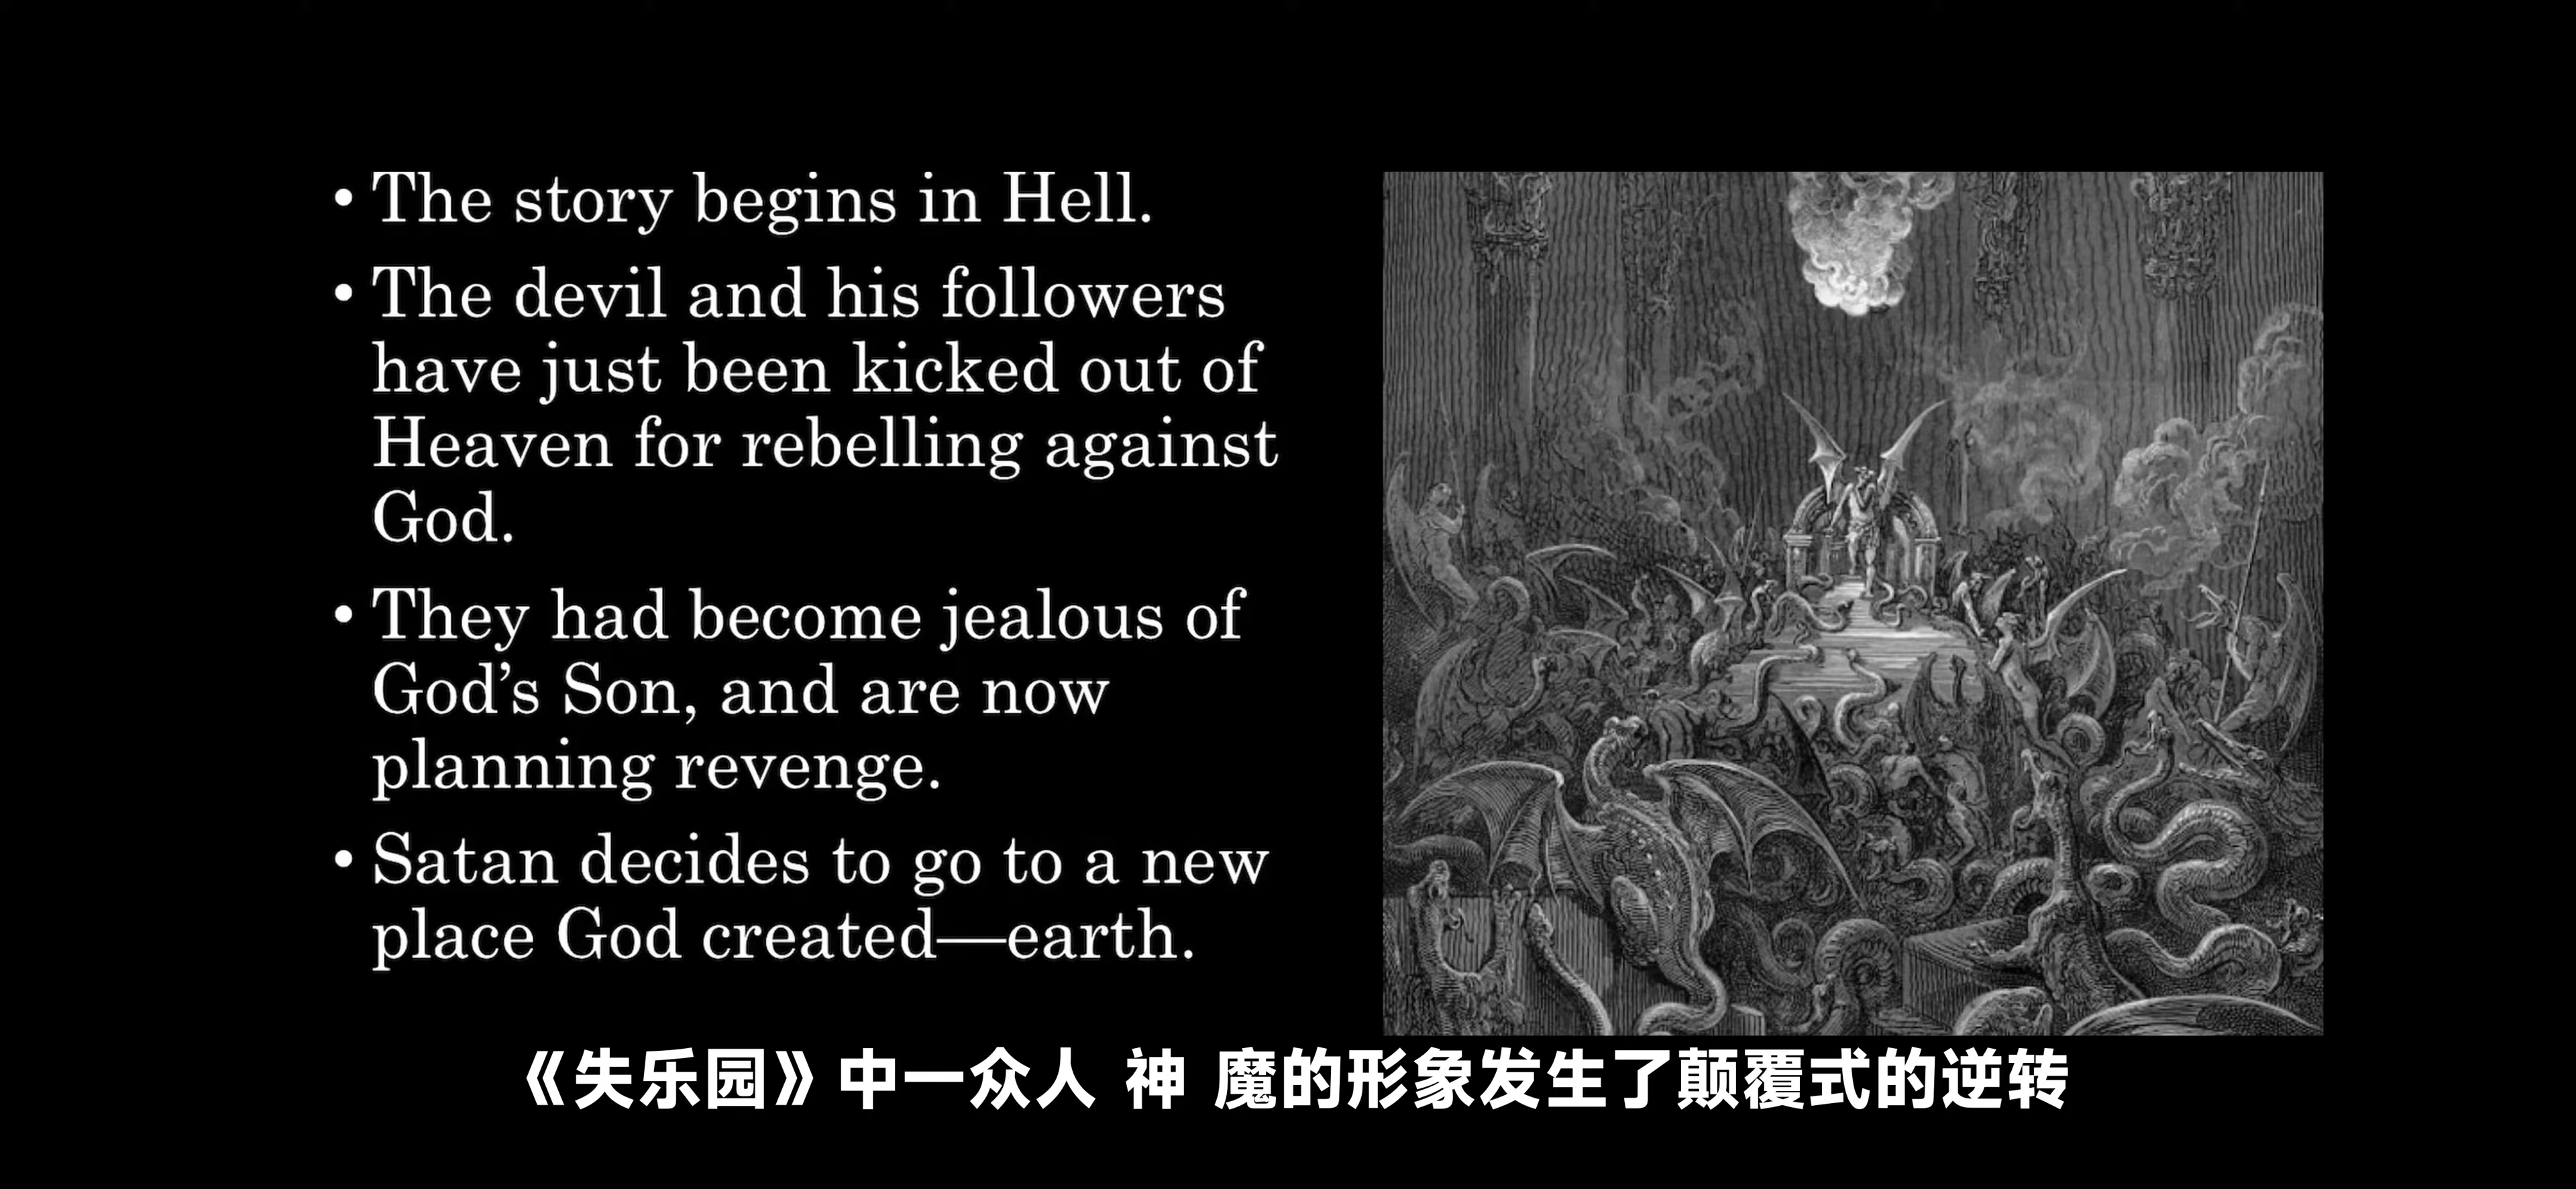 • The story begins in Hell.
• The devil and his followers
have just been kicked out of
Heaven for rebelling against
God.
• They had become jealous of
God’s Son, and are now
planning revenge.
• Satan decides to go to a new
place God created—earth.
《失乐园》中一众人 神 魔的形象发生了颠覆式的逆转